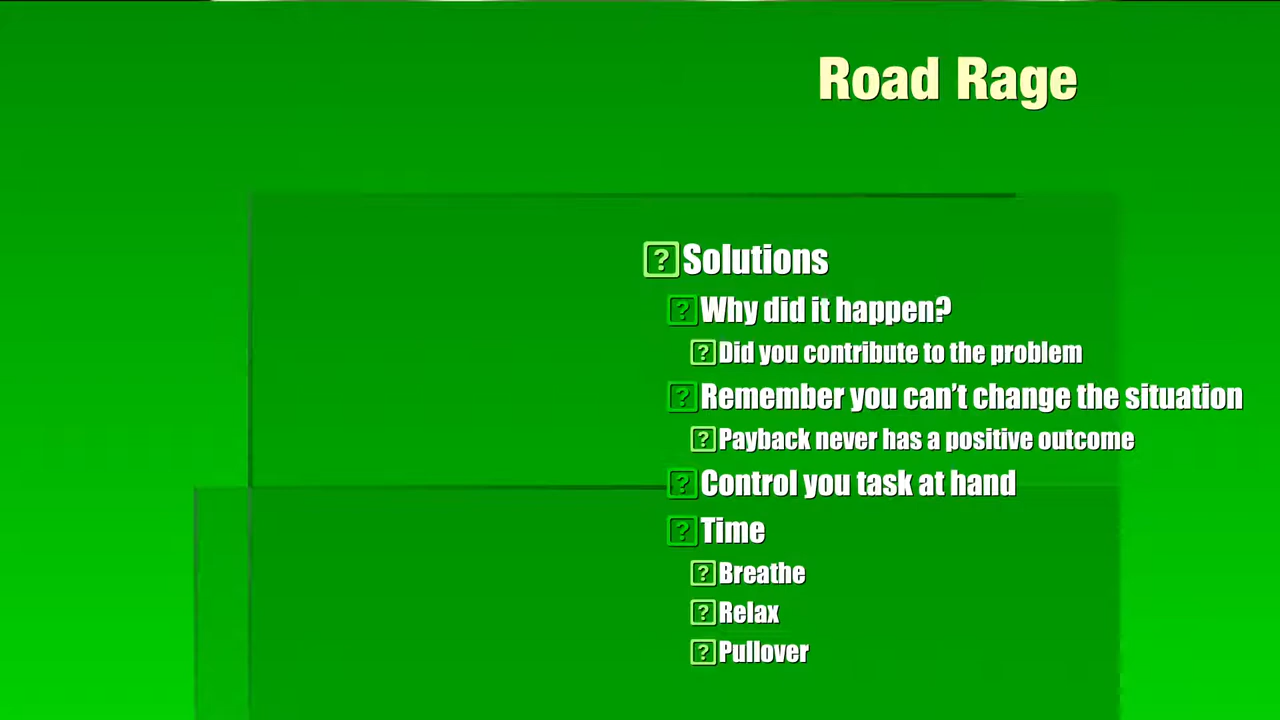 Road Rage
Solutions
Why did it happen?
Did you contribute to the problem
Remember you can't change the situation
Payback never has a positive outcome
Control you task at hand
Time
Breathe
Relax
Pullover